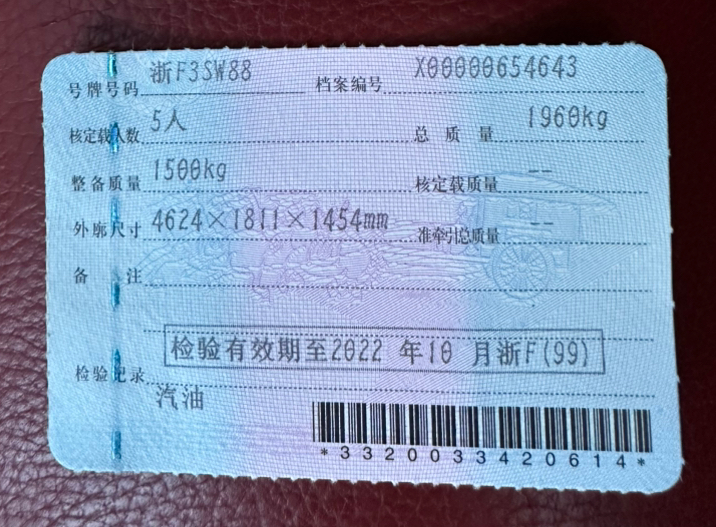 号牌号码 浙F3SW88 档案编号 X00000654643
核定载人数 5人 总质量 1960kg
整备质量 1500kg 核定载质量 --
外廓尺寸 4624×1811×1454mm 准牵引总质量 --
备注
检验记录 检验有效期至2022 年10 月浙F(99)
汽油
*3320033420614*